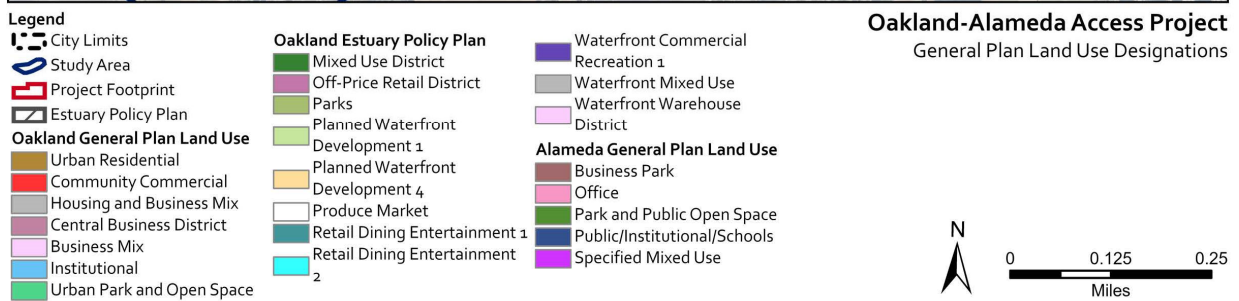 Legend
City Limits
Study Area
Project Footprint
Estuary Policy Plan
Oakland General Plan Land Use
Urban Residential
Community Commercial
Housing and Business Mix
Central Business District
Business Mix
Institutional
Urban Park and Open Space
Oakland Estuary Policy Plan
Mixed Use District
Off-Price Retail District
Parks
Planned Waterfront
Development 1
Planned Waterfront
Development 4
Produce Market
Retail Dining Entertainment 1
Retail Dining Entertainment
2
Waterfront Commercial
Recreation 1
Waterfront Mixed Use
Waterfront Warehouse
District
Alameda General Plan Land Use
Business Park
Office
Park and Public Open Space
Public/Institutional/Schools
Specified Mixed Use
Oakland-Alameda Access Project
General Plan Land Use Designations
N
0 0.125 0.25
Miles